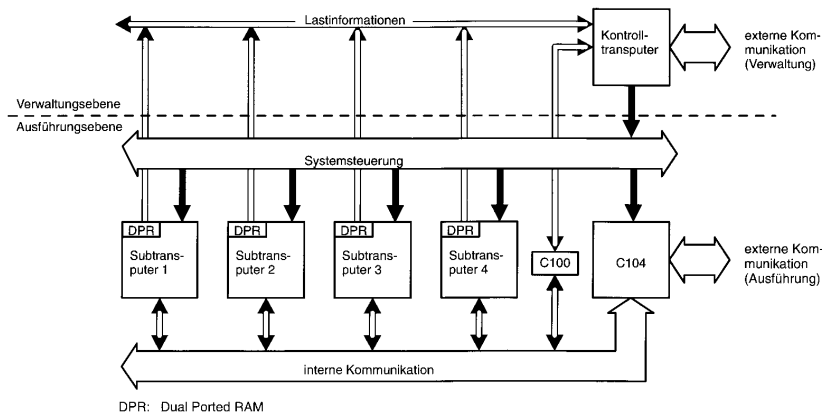 Lastinformationen
Kontroll-
transputer
externe Kom-
munikation
(Verwaltung)
Verwaltungsebene
Ausführungsebene
Systemsteuerung
DPR
Subtrans-
puter 1
DPR
Subtrans-
puter 2
DPR
Subtrans-
puter 3
DPR
Subtrans-
puter 4
C100
C104
externe Kom-
munikation
(Ausführung)
interne Kommunikation
DPR: Dual Ported RAM